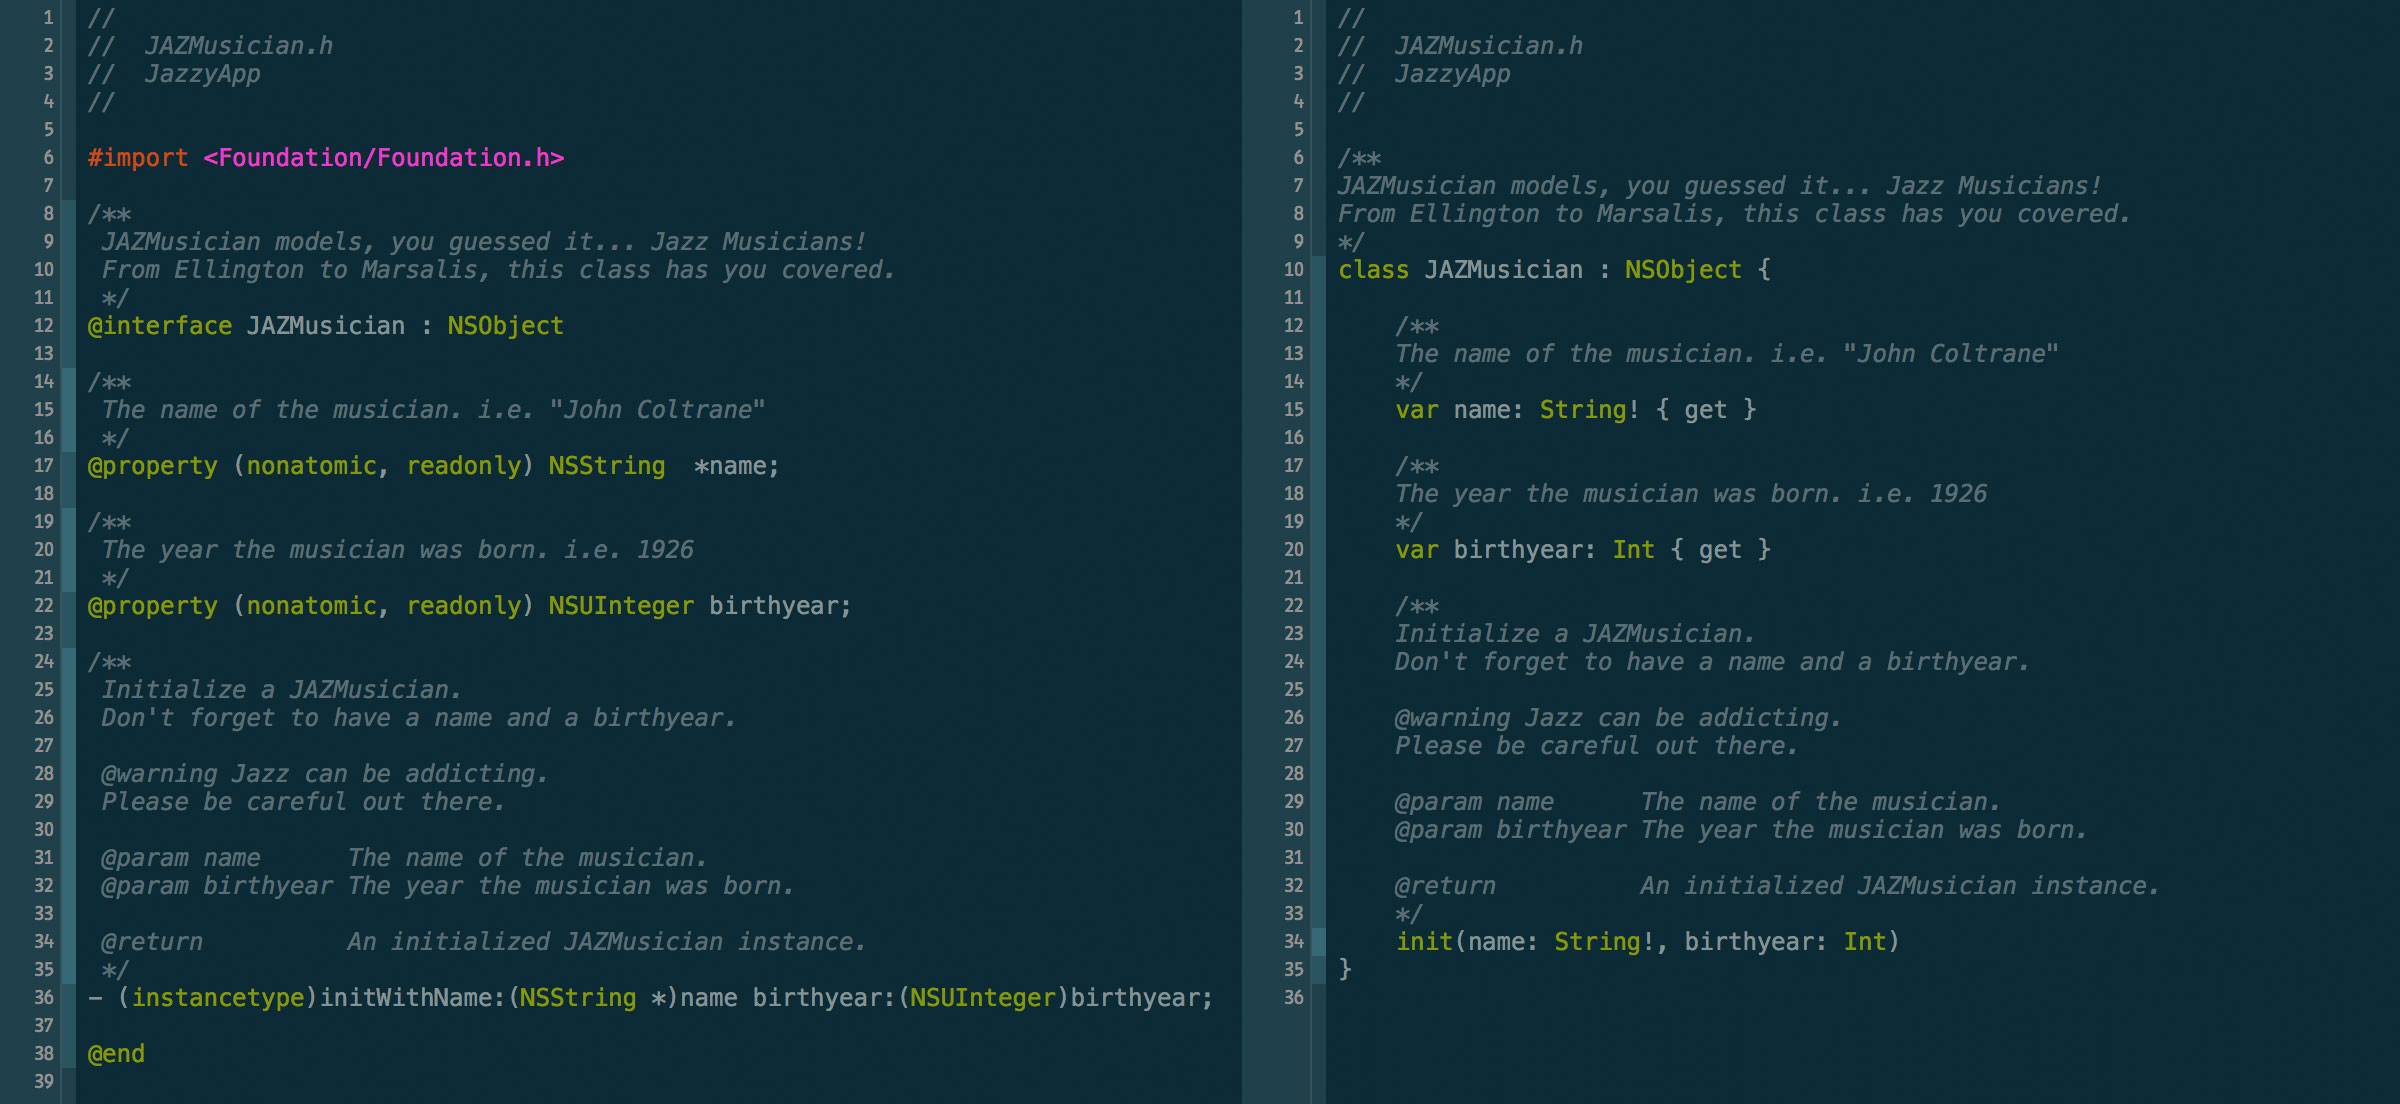 1 //
2 //  JAZMusician.h
3 //  JazzyApp
4 //
5
6 #import <Foundation/Foundation.h>
7
8 /**
9  JAZMusician models, you guessed it... Jazz Musicians!
10  From Ellington to Marsalis, this class has you covered.
11  */
12 @interface JAZMusician : NSObject
13
14 /**
15  The name of the musician. i.e. "John Coltrane"
16  */
17 @property (nonatomic, readonly) NSString  *name;
18
19 /**
20  The year the musician was born. i.e. 1926
21  */
22 @property (nonatomic, readonly) NSUInteger birthyear;
23
24 /**
25  Initialize a JAZMusician.
26  Don't forget to have a name and a birthyear.
27
28  @warning Jazz can be addicting.
29  Please be careful out there.
30
31  @param name      The name of the musician.
32  @param birthyear The year the musician was born.
33
34  @return          An initialized JAZMusician instance.
35  */
36 - (instancetype)initWithName:(NSString *)name birthyear:(NSUInteger)birthyear;
37
38 @end
39
1 //
2 //  JAZMusician.h
3 //  JazzyApp
4 //
5
6 /**
7 JAZMusician models, you guessed it... Jazz Musicians!
8 From Ellington to Marsalis, this class has you covered.
9 */
10 class JAZMusician : NSObject {
11
12     /**
13     The name of the musician. i.e. "John Coltrane"
14     */
15     var name: String! { get }
16
17     /**
18     The year the musician was born. i.e. 1926
19     */
20     var birthyear: Int { get }
21
22     /**
23     Initialize a JAZMusician.
24     Don't forget to have a name and a birthyear.
25
26     @warning Jazz can be addicting.
27     Please be careful out there.
28
29     @param name      The name of the musician.
30     @param birthyear The year the musician was born.
31
32     @return          An initialized JAZMusician instance.
33     */
34     init(name: String!, birthyear: Int)
35 }
36